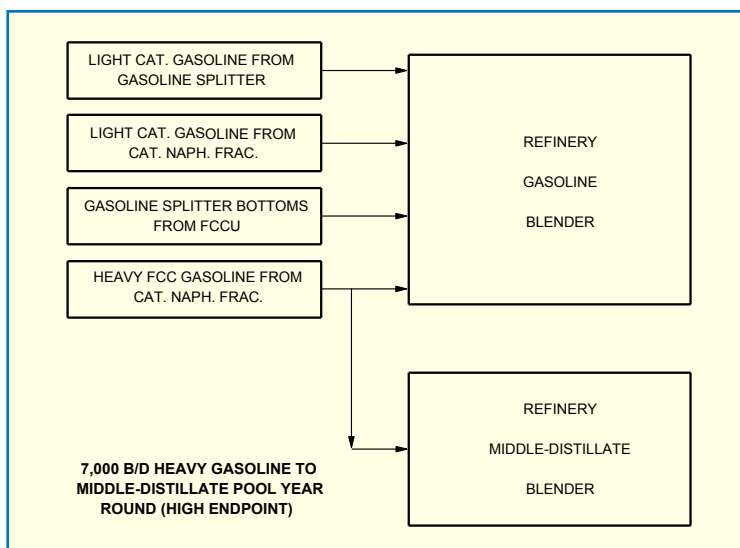 LIGHT CAT. GASOLINE FROM
GASOLINE SPLITTER
LIGHT CAT. GASOLINE FROM
CAT. NAPH. FRAC.
GASOLINE SPLITTER BOTTOMS
FROM FCCU
HEAVY FCC GASOLINE FROM
CAT. NAPH. FRAC.
REFINERY
GASOLINE
BLENDER
REFINERY
MIDDLE-DISTILLATE
BLENDER
7,000 B/D HEAVY GASOLINE TO
MIDDLE-DISTILLATE POOL YEAR
ROUND (HIGH ENDPOINT)